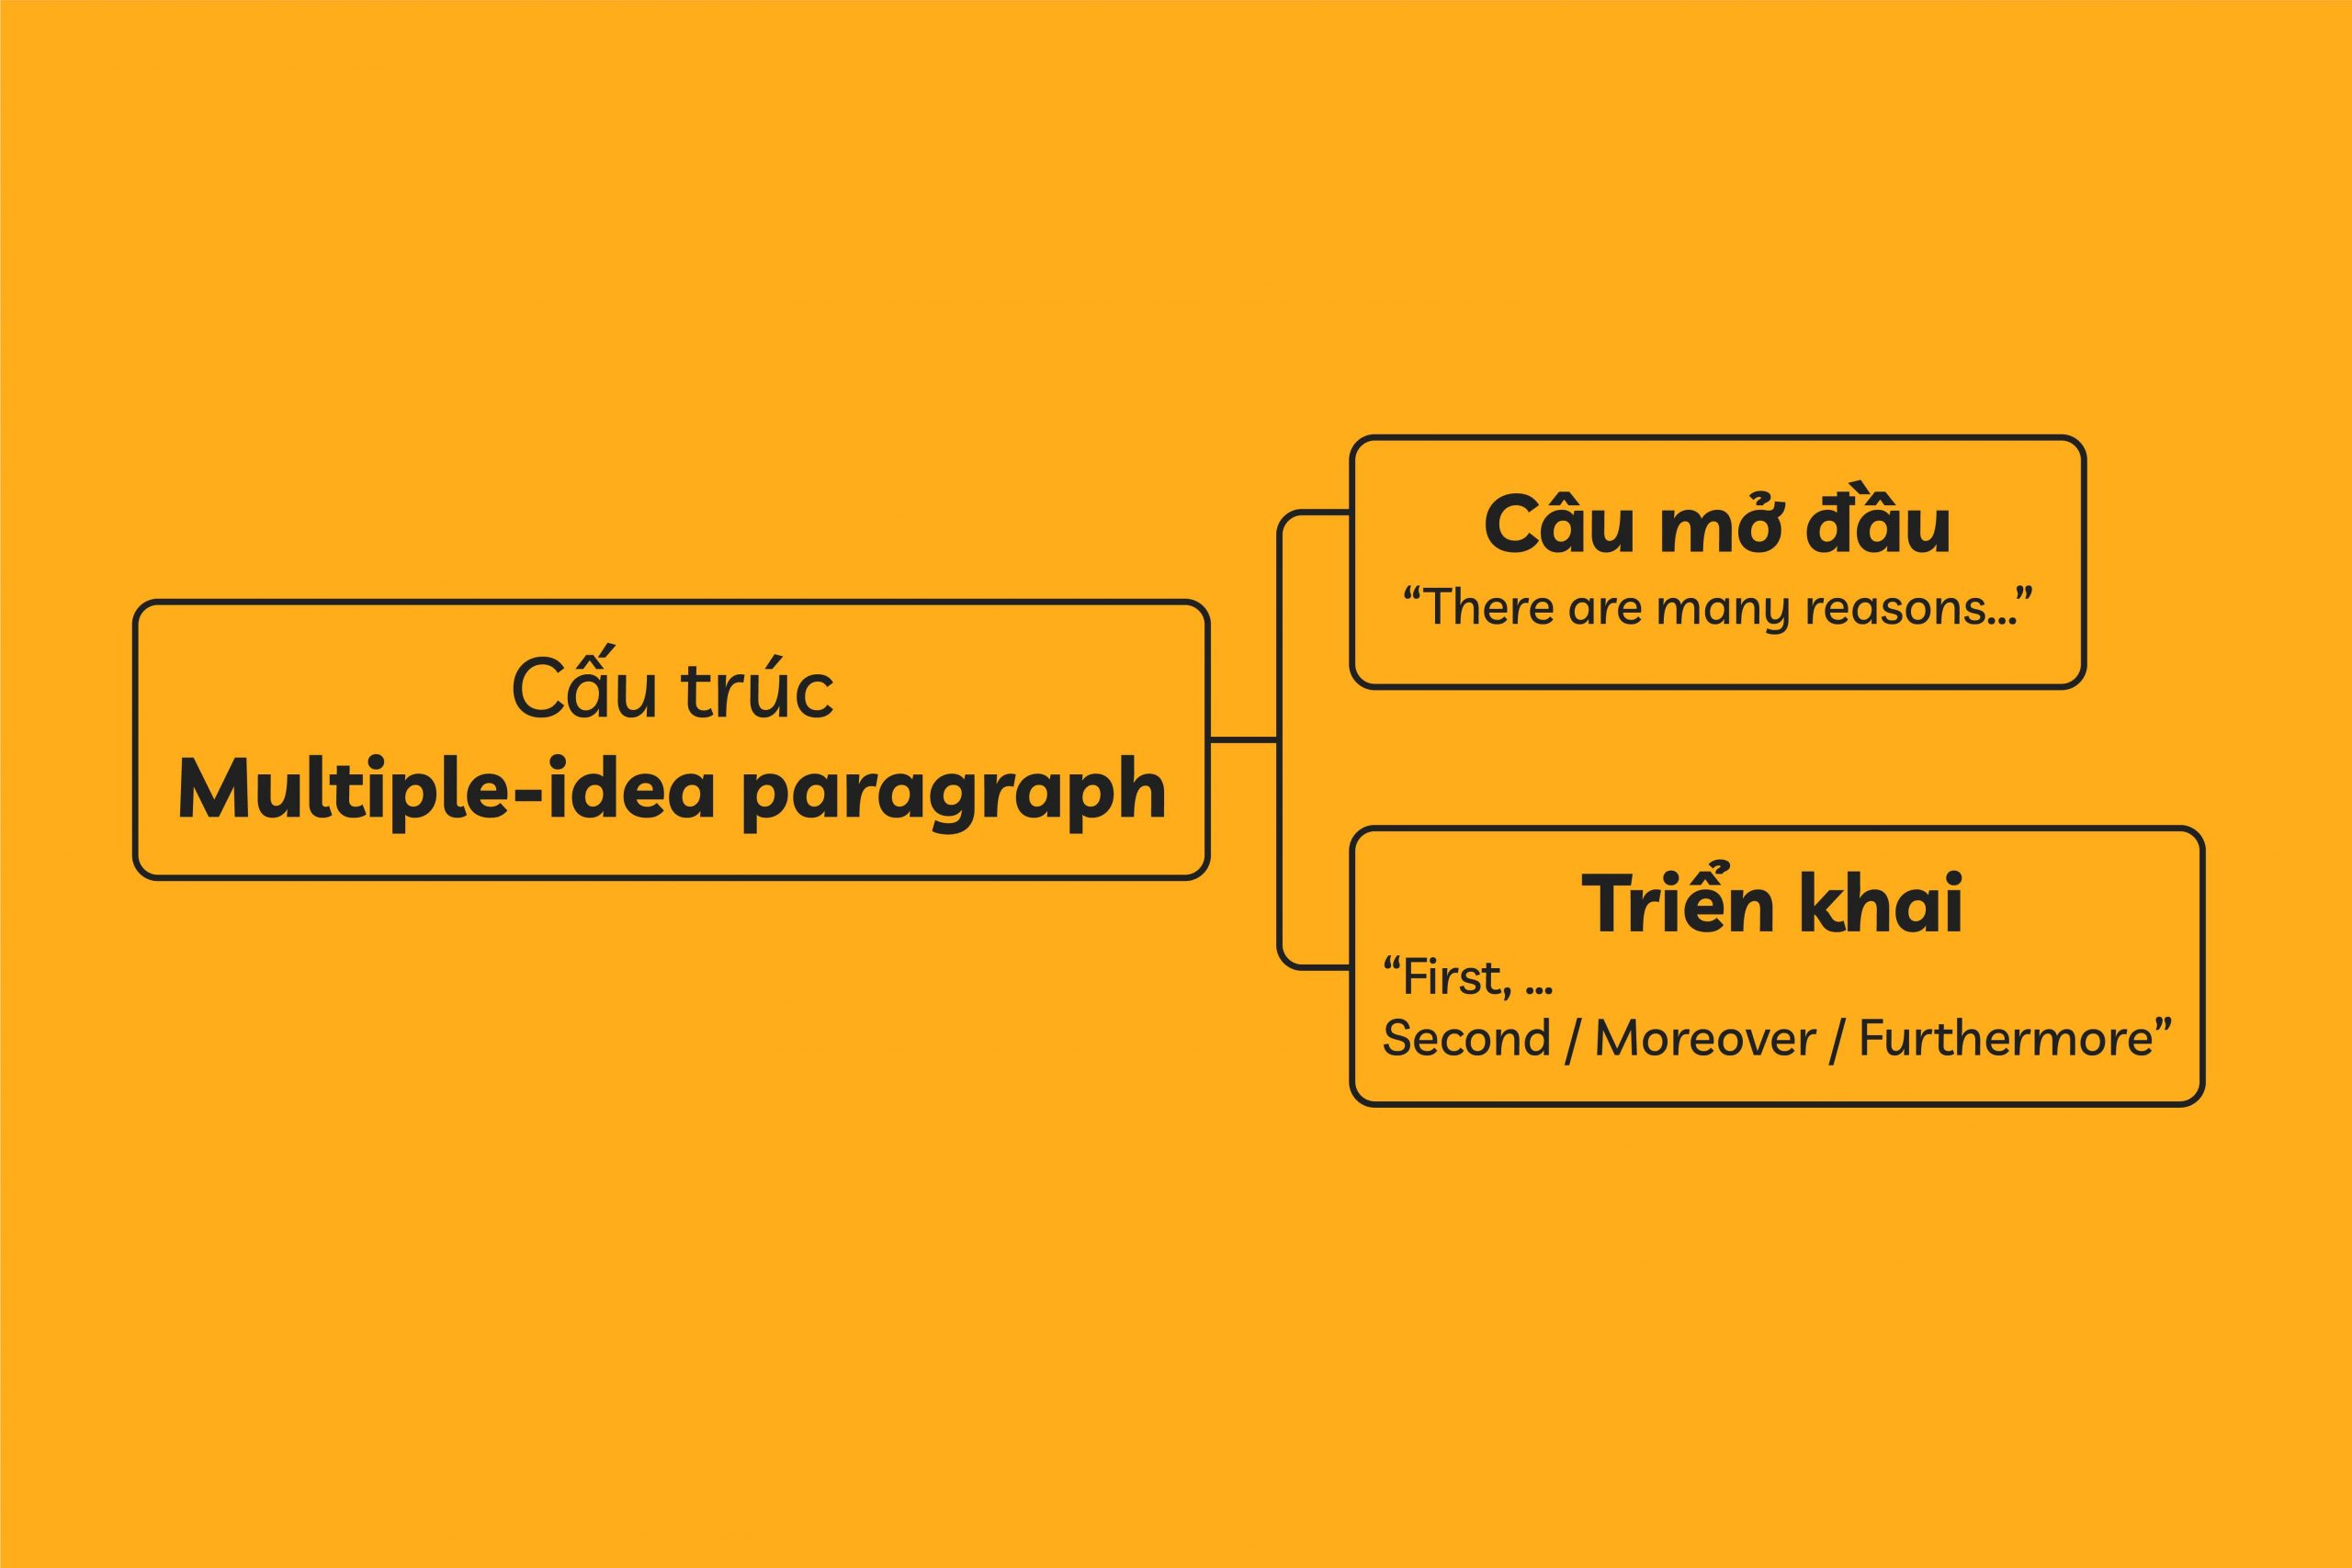 Cấu trúc
Multiple-idea paragraph
Câu mở đầu
“There are many reasons...”
Triển khai
“First, ...
Second / Moreover / Furthermore”